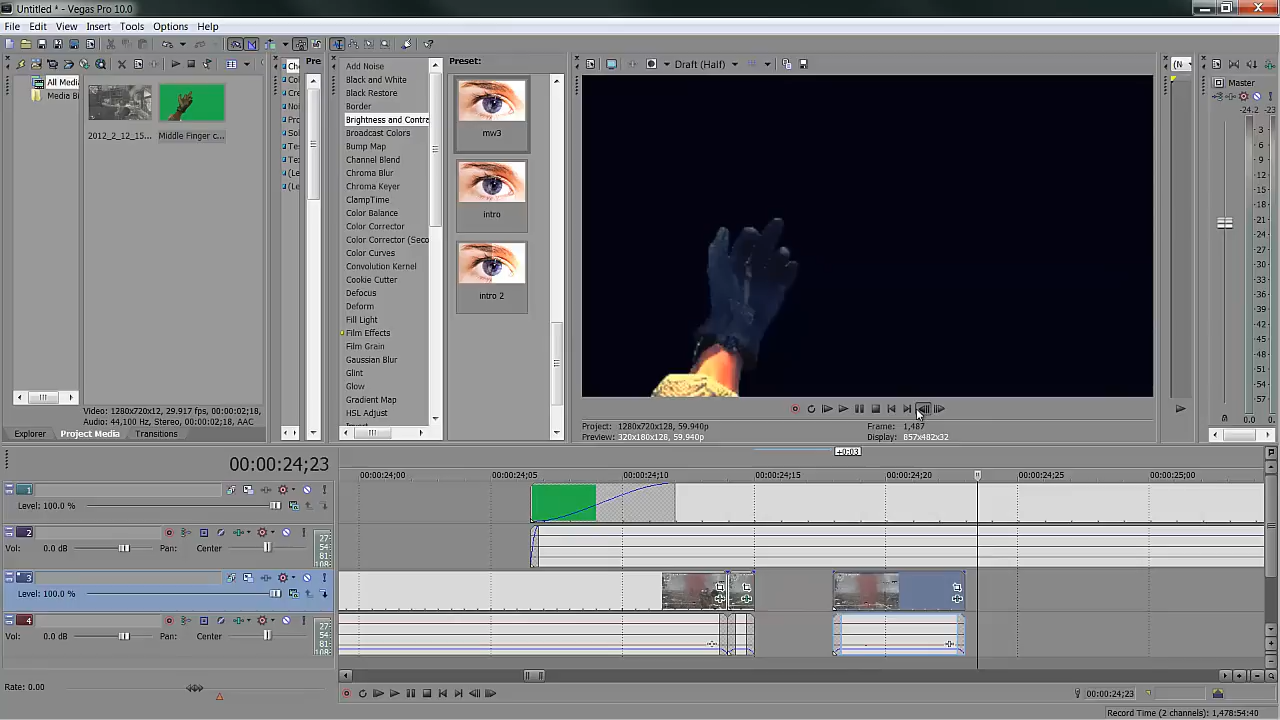 Untitled * - Vegas Pro 10.0
File Edit View Insert Tools Options Help
All Media
Media Bi
2012_2_12_15...
Middle Finger c...
Video: 1280x720x12, 29.917 fps, 00:00:02;18,
Audio: 44,100 Hz, Stereo, 00:00:02;18, AAC
Explorer Project Media Transitions
Pre
Add Noise
Black and White
Black Restore
Border
Brightness and Contra
Broadcast Colors
Bump Map
Channel Blend
Chroma Blur
Chroma Keyer
ClampTime
Color Balance
Color Corrector
Color Corrector (Seco
Color Curves
Convolution Kernel
Cookie Cutter
Defocus
Deform
Fill Light
Film Effects
Film Grain
Gaussian Blur
Glint
Glow
Gradient Map
HSL Adjust
Preset:
mw3
intro
intro 2
Draft (Half)
Project: 1280x720x128, 59.940p
Preview: 320x180x128, 59.940p
Frame: 1,487
Display: 857x482x32
Master
-24.2 -23.6
3
6
9
12
15
18
21
24
27
30
33
36
39
42
45
48
51
54
57
00:00:24;23
+0:03
00:00:24;00 00:00:24;05 00:00:24;10 00:00:24;15 00:00:24;20 00:00:24;25 00:00:25;00
1
Level: 100.0 %
2
Vol: 0.0 dB Pan: Center
3
Level: 100.0 %
4
Vol: 0.0 dB Pan: Center
Rate: 0.00
00:00:24;23
Record Time (2 channels): 1,478:54:40